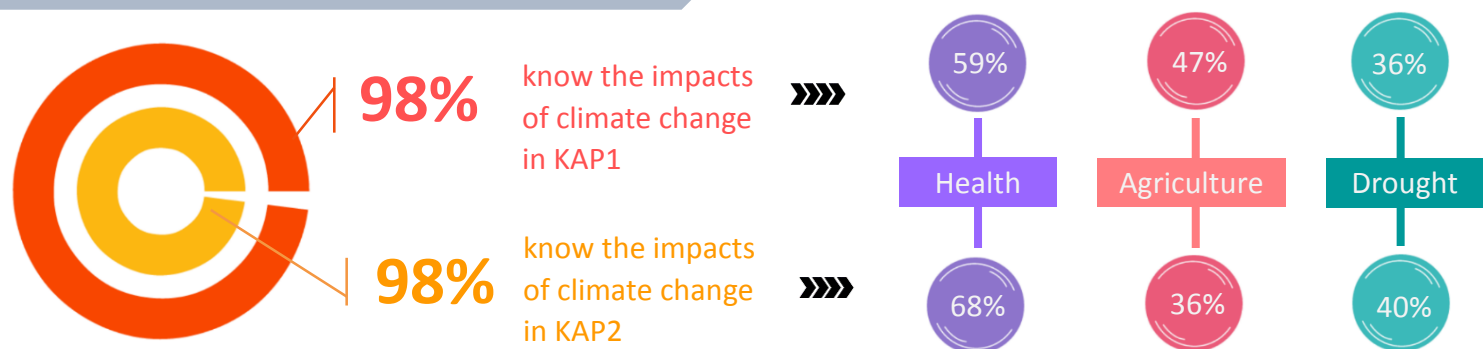 98%
know the impacts
of climate change
in KAP1
59%
47%
36%
Health
Agriculture
Drought
98%
know the impacts
of climate change
in KAP2
68%
36%
40%